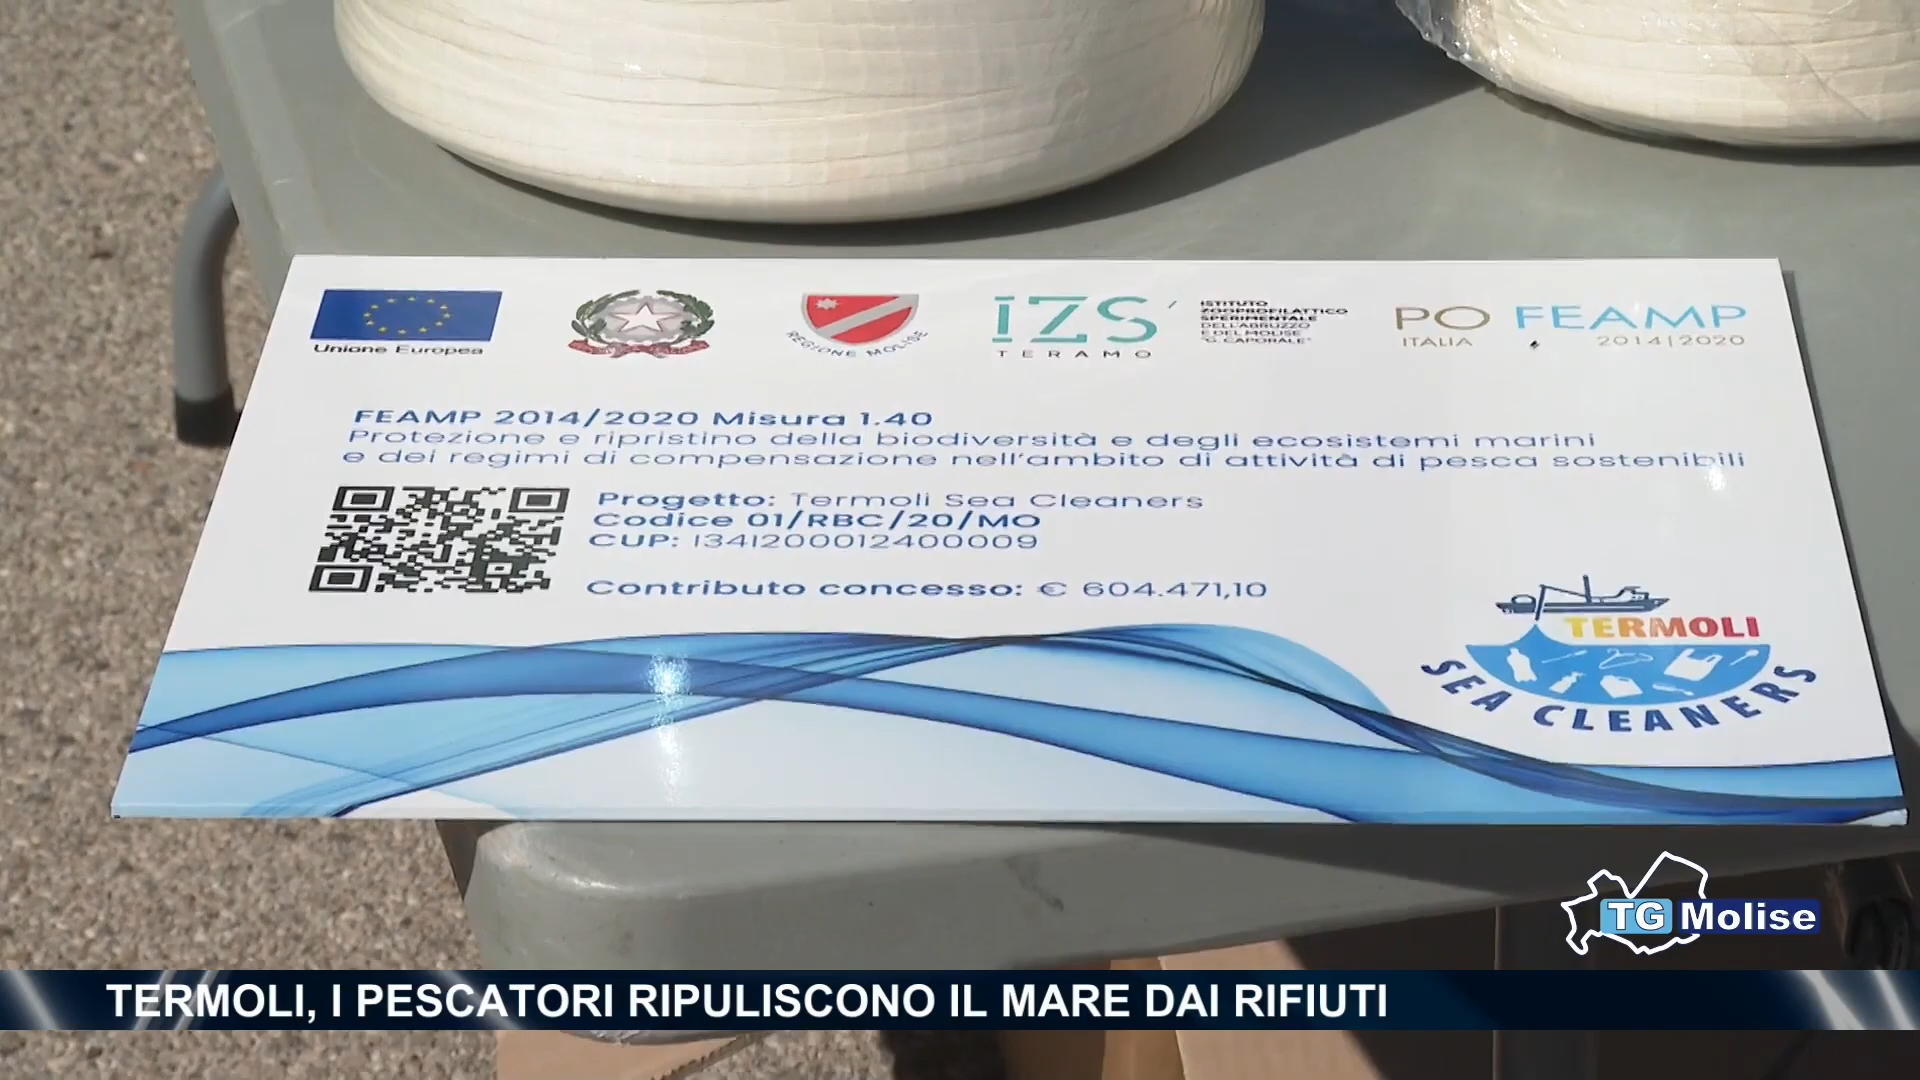 Unione Europea
REGIONE MOLISE
IZS
TERAMO
ISTITUTO
ZOOPROFILATTICO
SPERIMENTALE
DELL'ABRUZZO
E DEL MOLISE
"G. CAPORALE"
PO FEAMP
ITALIA 2014|2020
FEAMP 2014/2020 Misura 1.40
Protezione e ripristino della biodiversità e degli ecosistemi marini
e dei regimi di compensazione nell'ambito di attività di pesca sostenibili
Progetto: Termoli Sea Cleaners
Codice 01/RBC/20/MO
CUP: I34I200012400009
Contributo concesso: € 604.471,10
TERMOLI
SEA CLEANERS
TG Molise
TERMOLI, I PESCATORI RIPULISCONO IL MARE DAI RIFIUTI